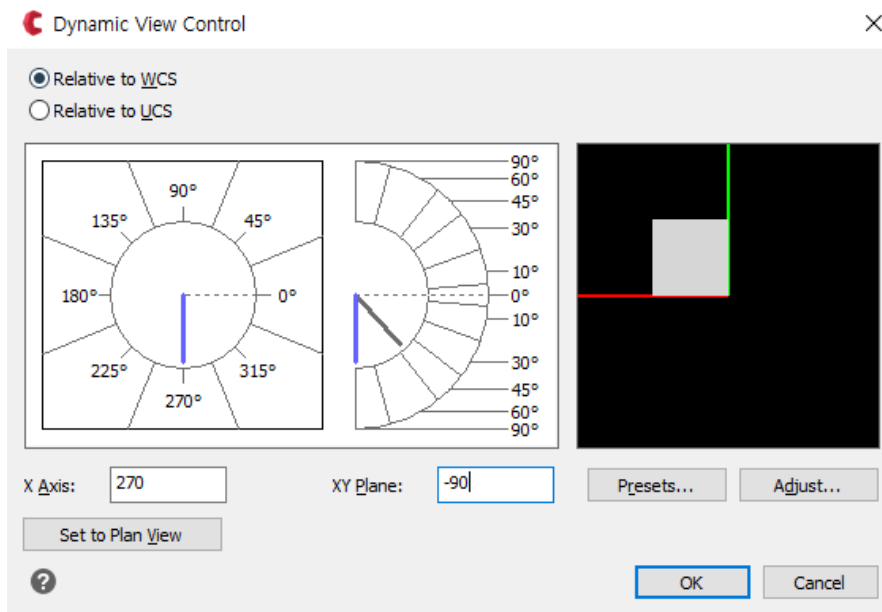 Dynamic View Control
Relative to WCS
Relative to UCS
90°
135°
45°
180°
0°
225°
315°
270°
90°
60°
45°
30°
10°
0°
10°
30°
45°
60°
90°
X Axis: 270
XY Plane: -90
Presets...
Adjust...
Set to Plan View
?
OK
Cancel